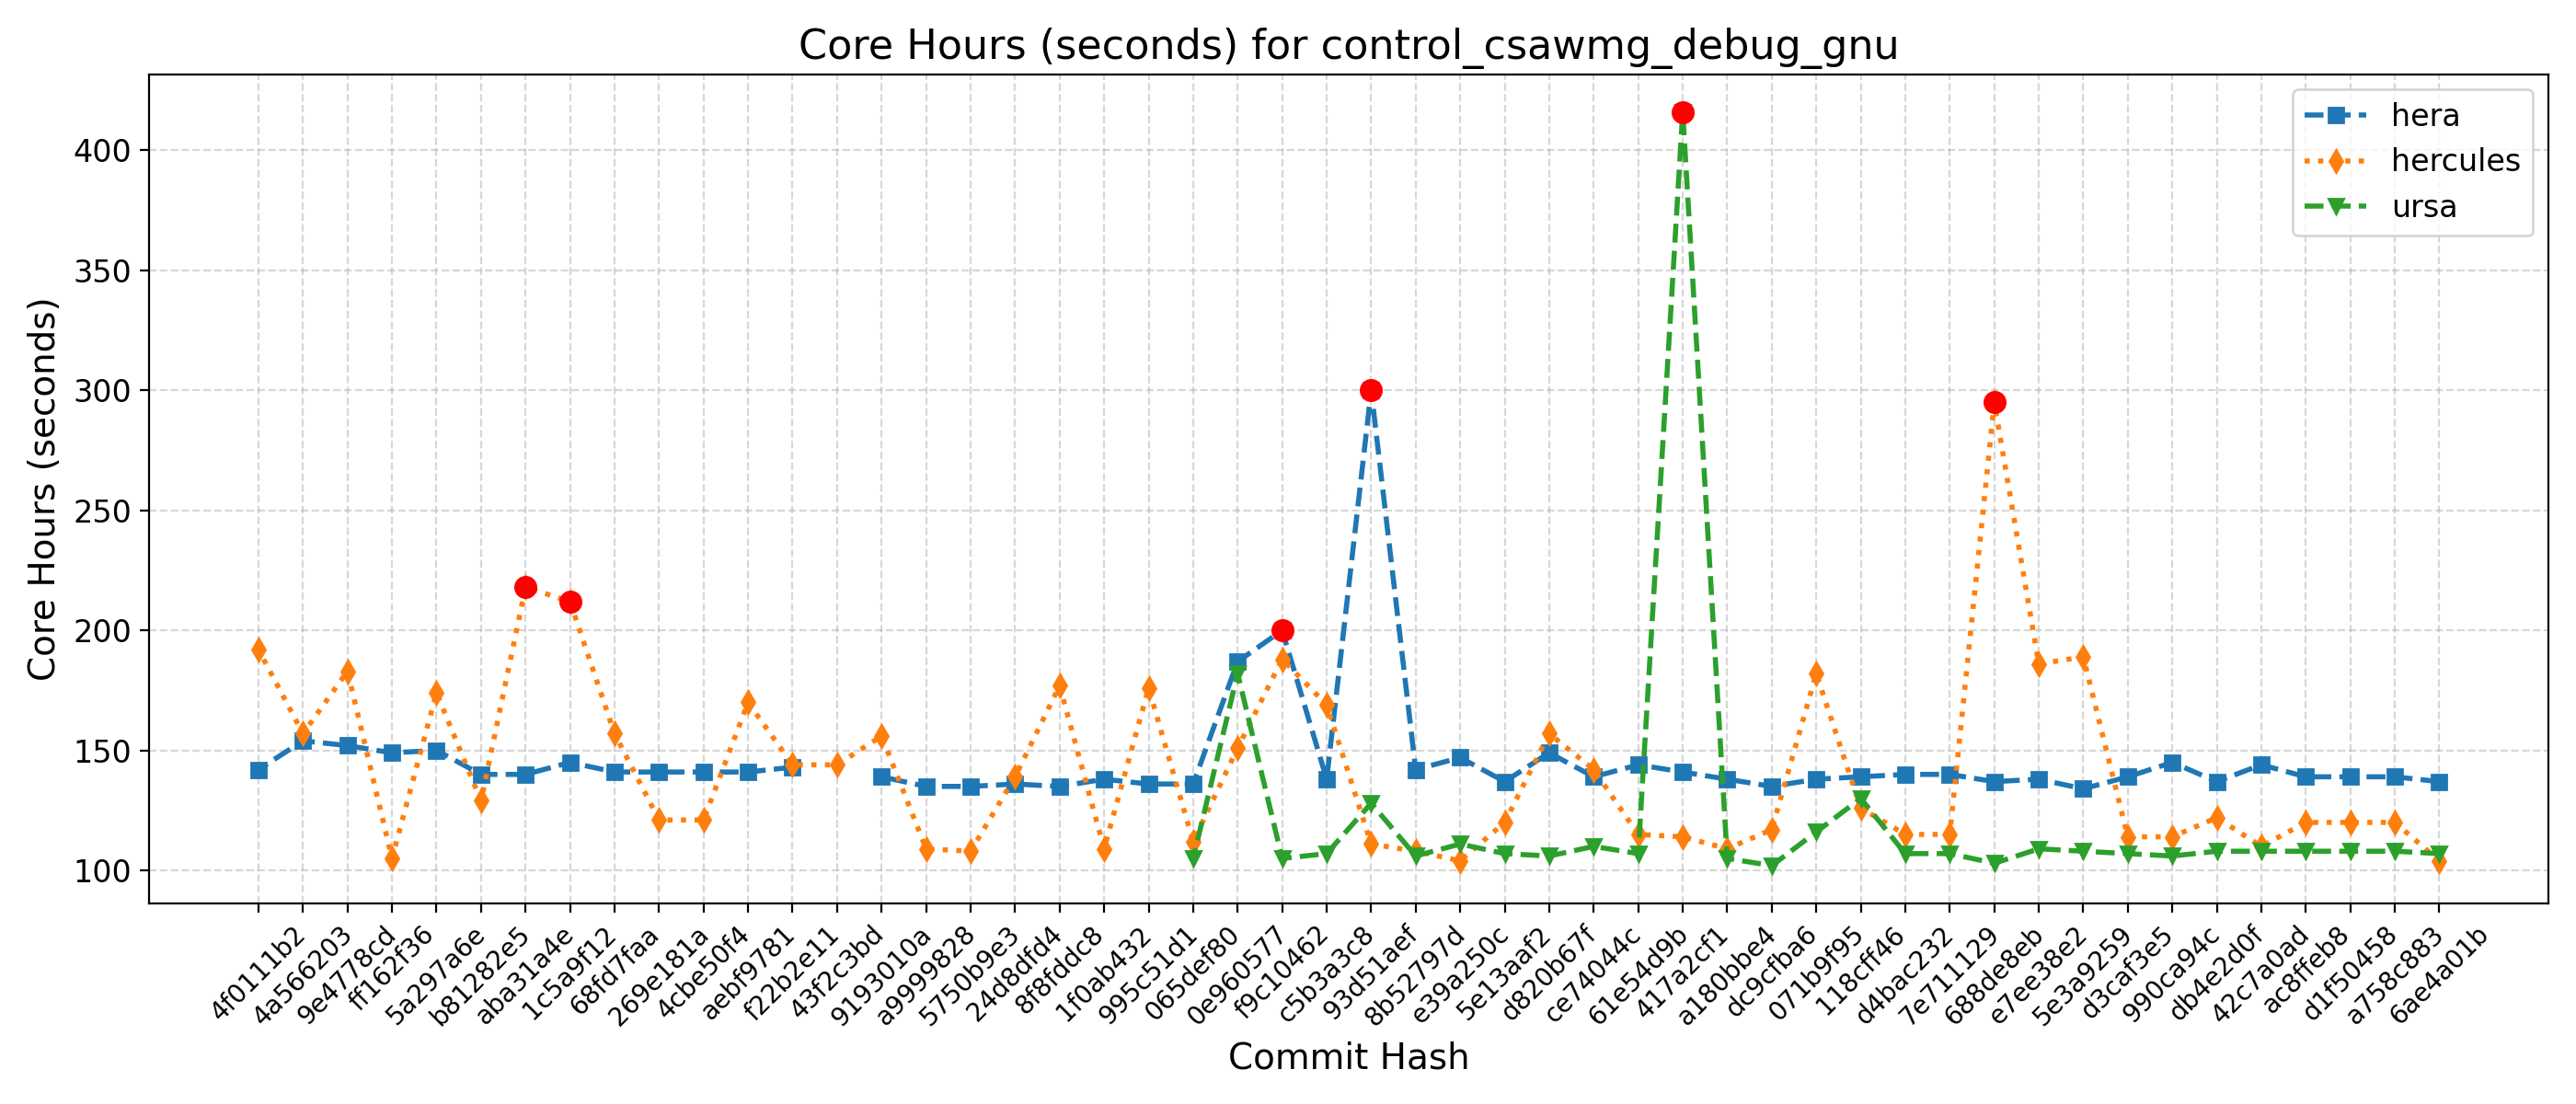 Core Hours (seconds) for control_csawmg_debug_gnu
hera
hercules
ursa
Core Hours (seconds)
400
350
300
250
200
150
100
4f0111b2
4a566203
9e4778cd
ff162f36
5a297a6e
b81282e5
aba31a4e
1c5a9f12
68fd7faa
269e181a
4cbe50f4
aebf9781
f22b2e11
43f2c3bd
9193010a
a9999828
5750b9e3
24d8dfd4
8f8fddc8
1f0ab432
995c51d1
065def80
0e960577
f9c10462
c5b3a3c8
93d51aef
8b52797d
e39a250c
5e13aaf2
d820b67f
ce74044c
61e54d9b
417a2cf1
a180bbe4
dc9cfba6
071b9f95
118cff46
d4bac232
7e711129
688de8eb
e7ee38e2
5e3a9259
d3caf3e5
990ca94c
db4e2d0f
42c7a0ad
ac8ffeb8
d1f50458
a758c883
6ae4a01b
Commit Hash